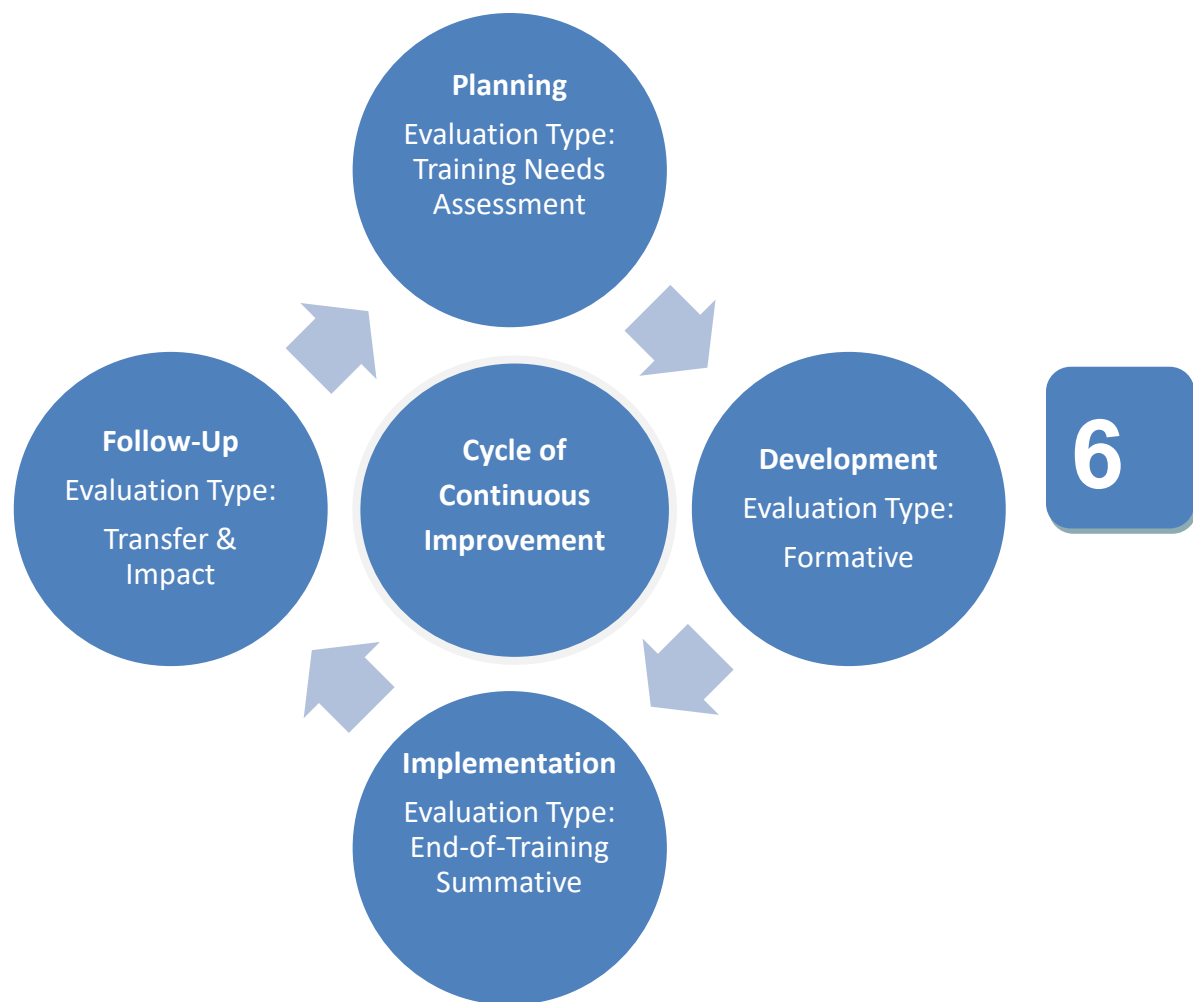 Planning
Evaluation Type:
Training Needs
Assessment
Follow-Up
Evaluation Type:
Transfer &
Impact
Cycle of
Continuous
Improvement
Development
Evaluation Type:
Formative
6
Implementation
Evaluation Type:
End-of-Training
Summative